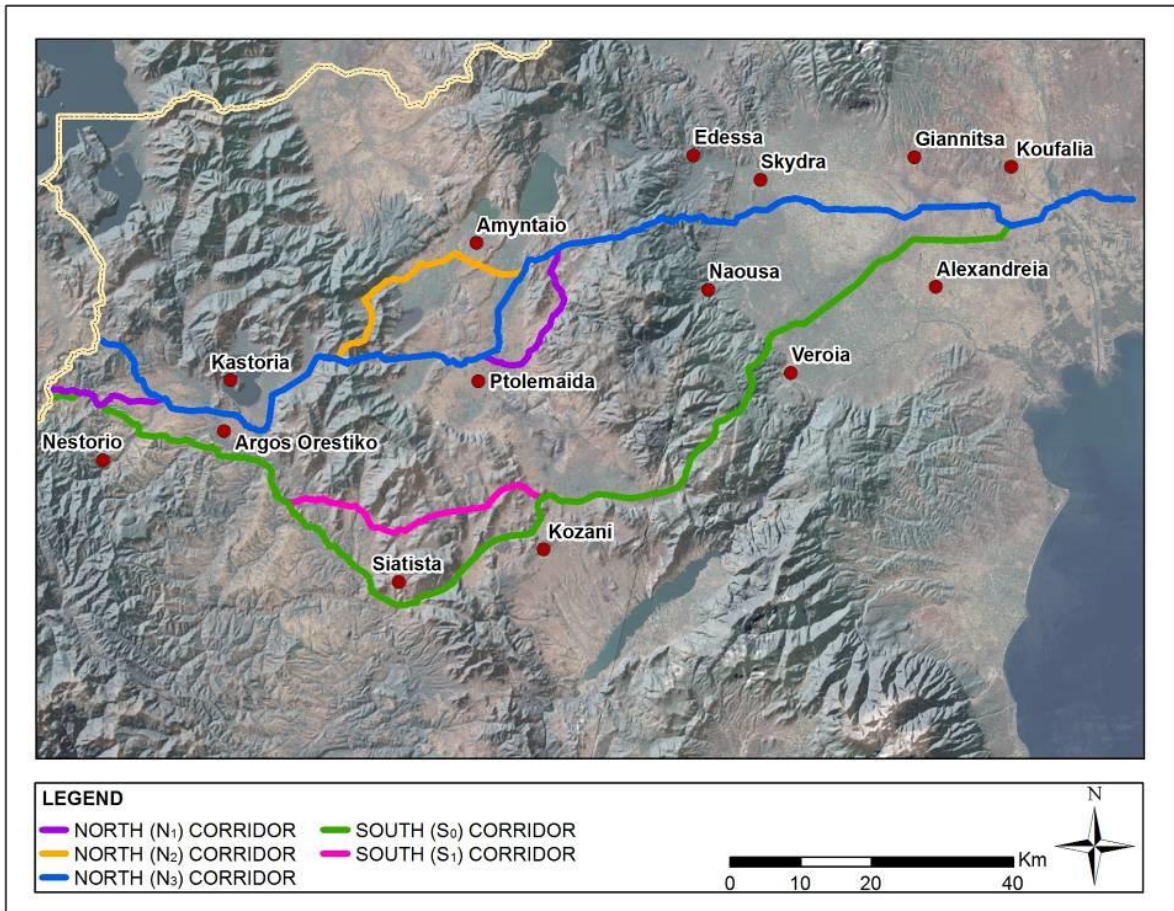 Edessa
Giannitsa
Koufalia
Skydra
Amyntaio
Alexandreia
Naousa
Kastoria
Veroia
Ptolemaida
Nestorio
Argos Orestiko
Kozani
Siatista
LEGEND
NORTH (N₁) CORRIDOR
NORTH (N₂) CORRIDOR
NORTH (N₃) CORRIDOR
SOUTH (S₀) CORRIDOR
SOUTH (S₁) CORRIDOR
N
Km
0 10 20 40